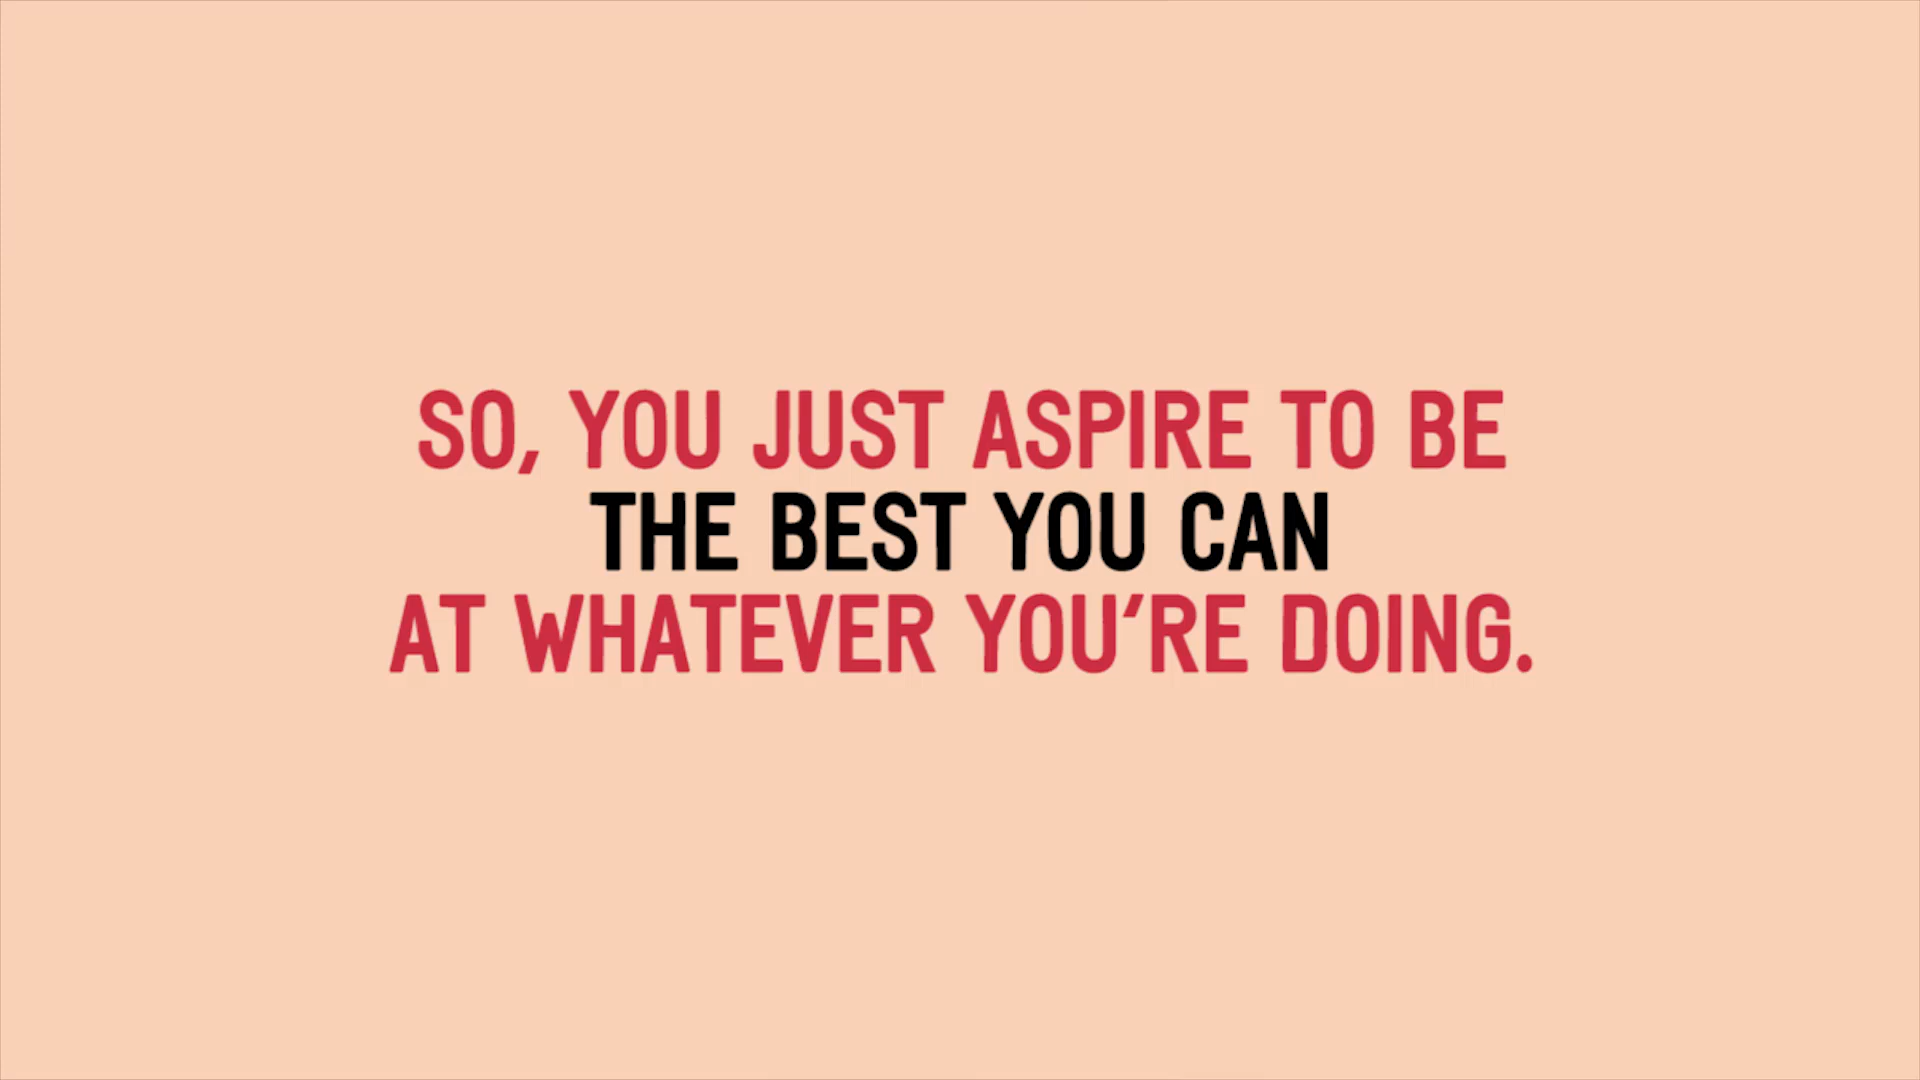 SO, YOU JUST ASPIRE TO BE
THE BEST YOU CAN
AT WHATEVER YOU’RE DOING.